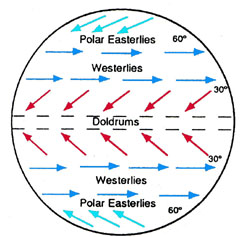 Polar Easterlies 60°
Westerlies
30°
Doldrums
30°
Westerlies
Polar Easterlies
60°